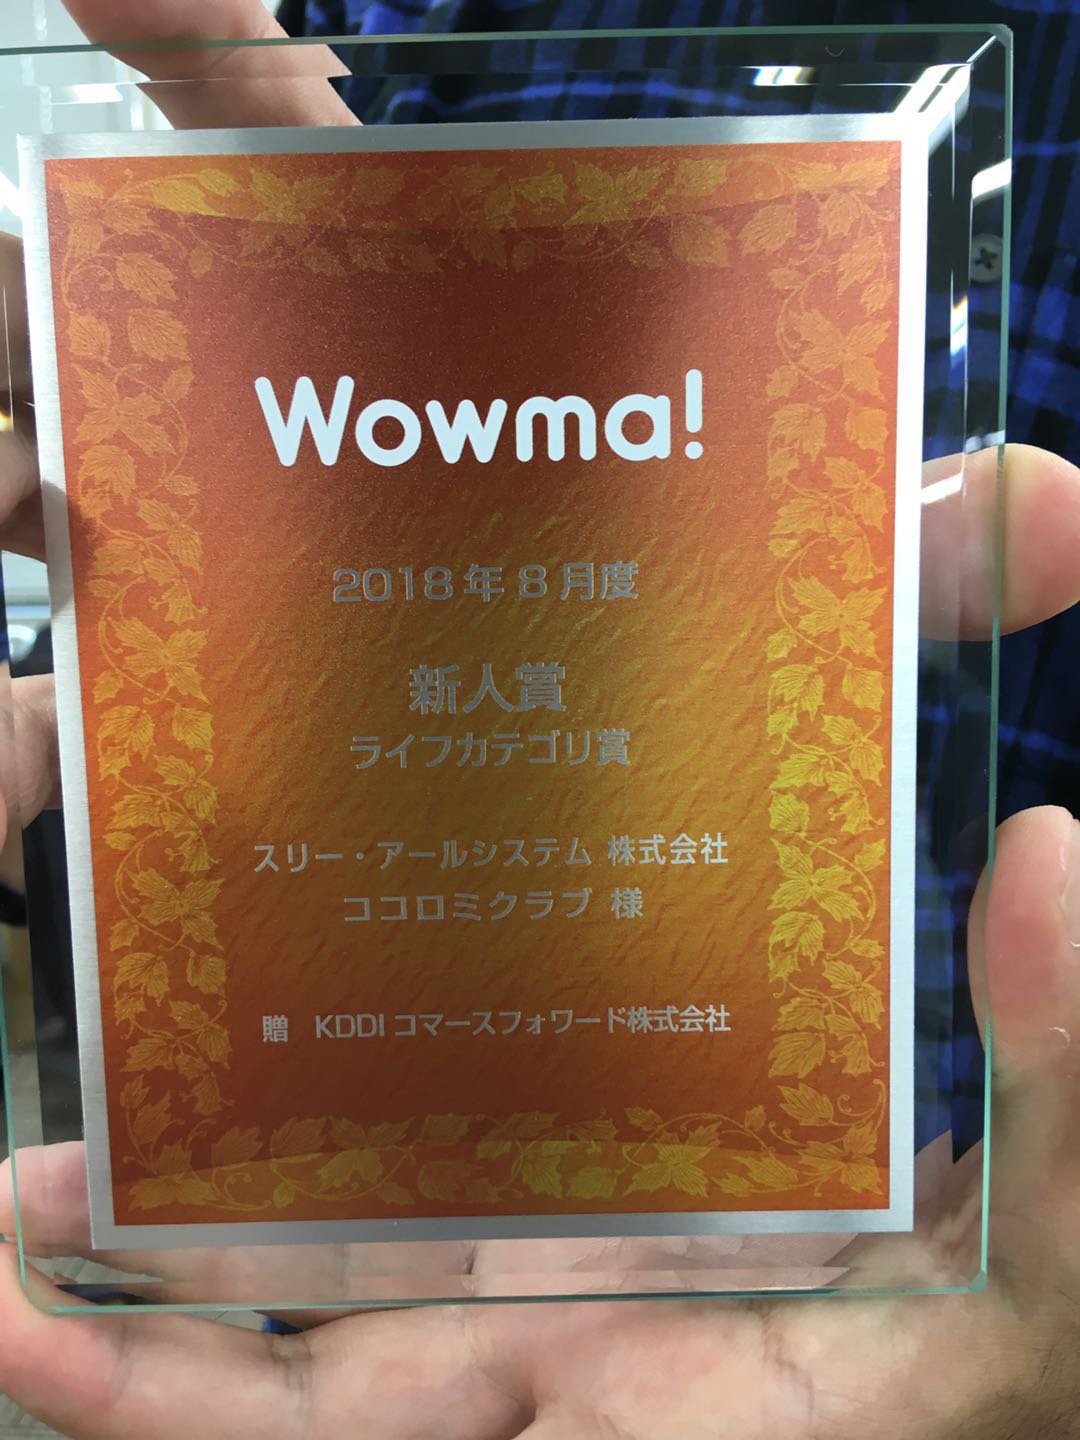 Wowma!
2018年8月度
新人賞
ライフカテゴリ賞
スリー・アールシステム 株式会社
ココロミクラブ 様
贈 KDDIコマースフォワード株式会社